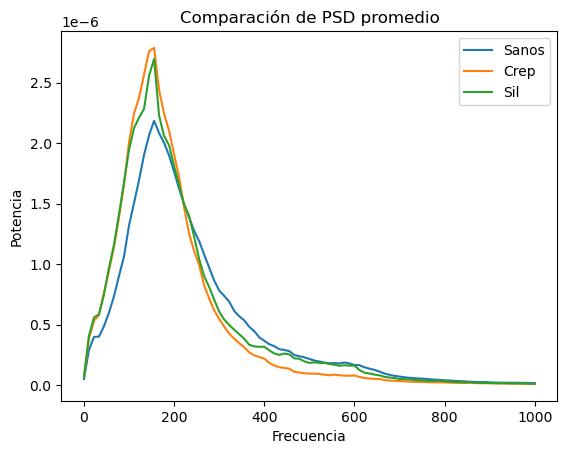 Comparación de PSD promedio
1e−6
Sanos
Crep
Sil
2.5
2.0
1.5
1.0
0.5
0.0
Potencia
0
200
400
600
800
1000
Frecuencia